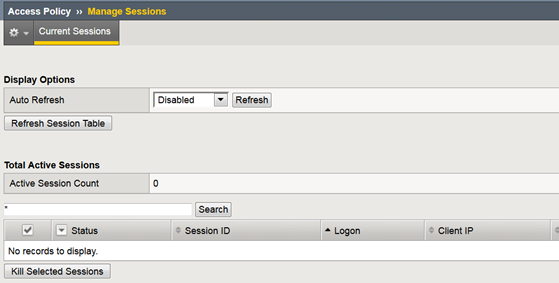 Access Policy ›› Manage Sessions
Current Sessions
Display Options
Auto Refresh Disabled Refresh
Refresh Session Table
Total Active Sessions
Active Session Count 0
* Search
Status Session ID Logon Client IP
No records to display.
Kill Selected Sessions